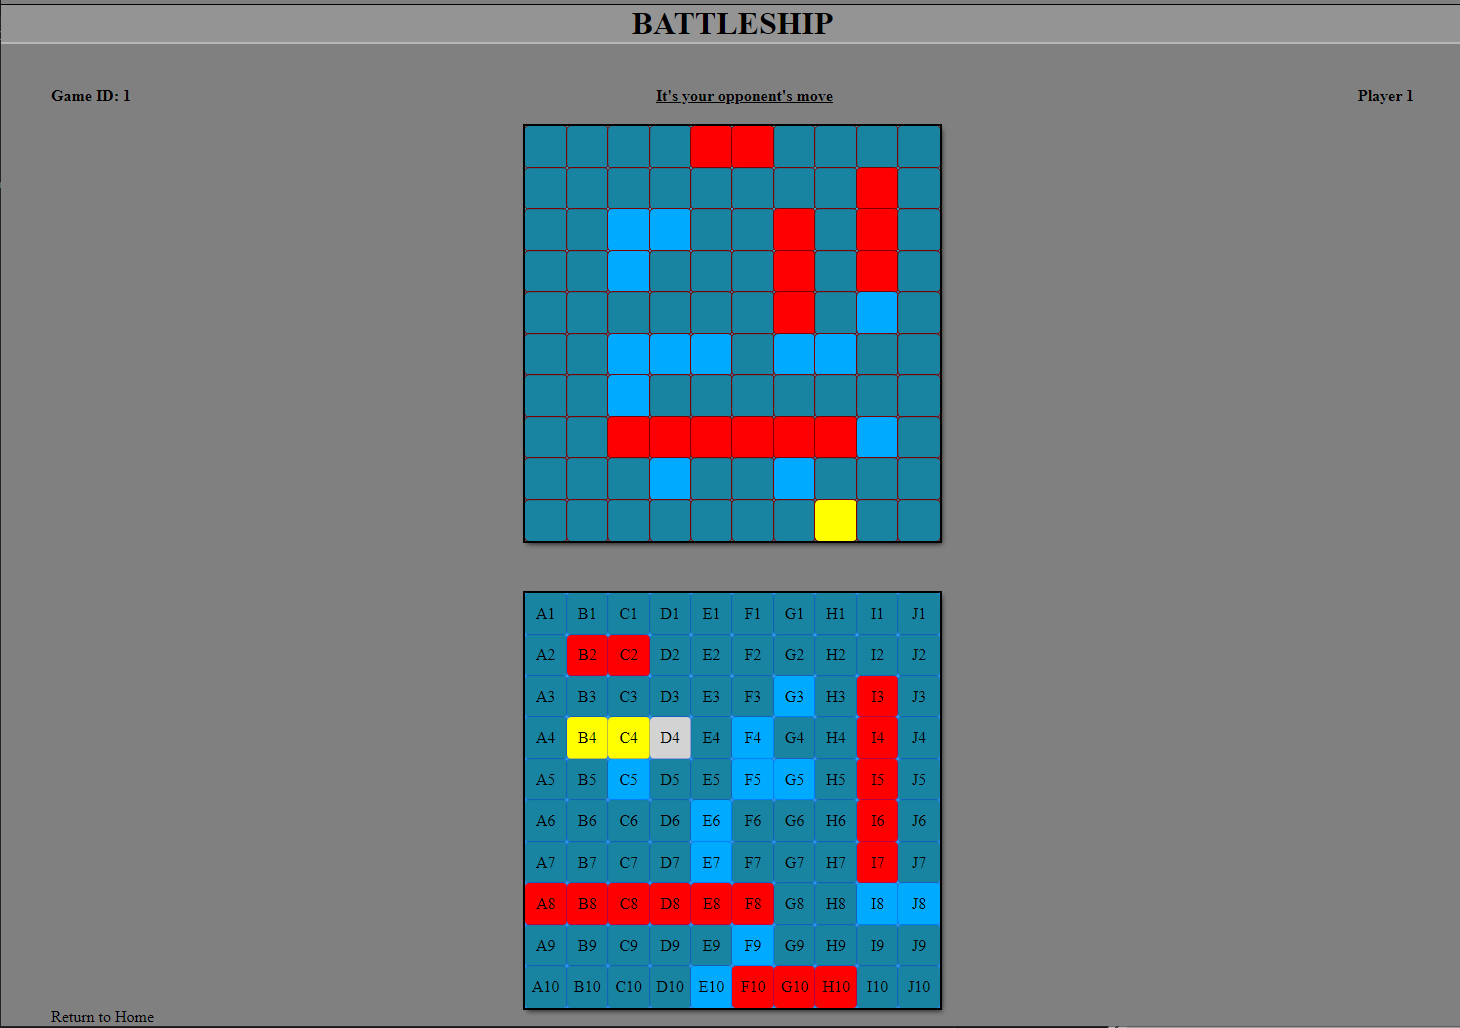 BATTLESHIP
Game ID: 1
It's your opponent's move
Player 1
A1 B1 C1 D1 E1 F1 G1 H1 I1 J1
A2 B2 C2 D2 E2 F2 G2 H2 I2 J2
A3 B3 C3 D3 E3 F3 G3 H3 I3 J3
A4 B4 C4 D4 E4 F4 G4 H4 I4 J4
A5 B5 C5 D5 E5 F5 G5 H5 I5 J5
A6 B6 C6 D6 E6 F6 G6 H6 I6 J6
A7 B7 C7 D7 E7 F7 G7 H7 I7 J7
A8 B8 C8 D8 E8 F8 G8 H8 I8 J8
A9 B9 C9 D9 E9 F9 G9 H9 I9 J9
A10 B10 C10 D10 E10 F10 G10 H10 I10 J10
Return to Home